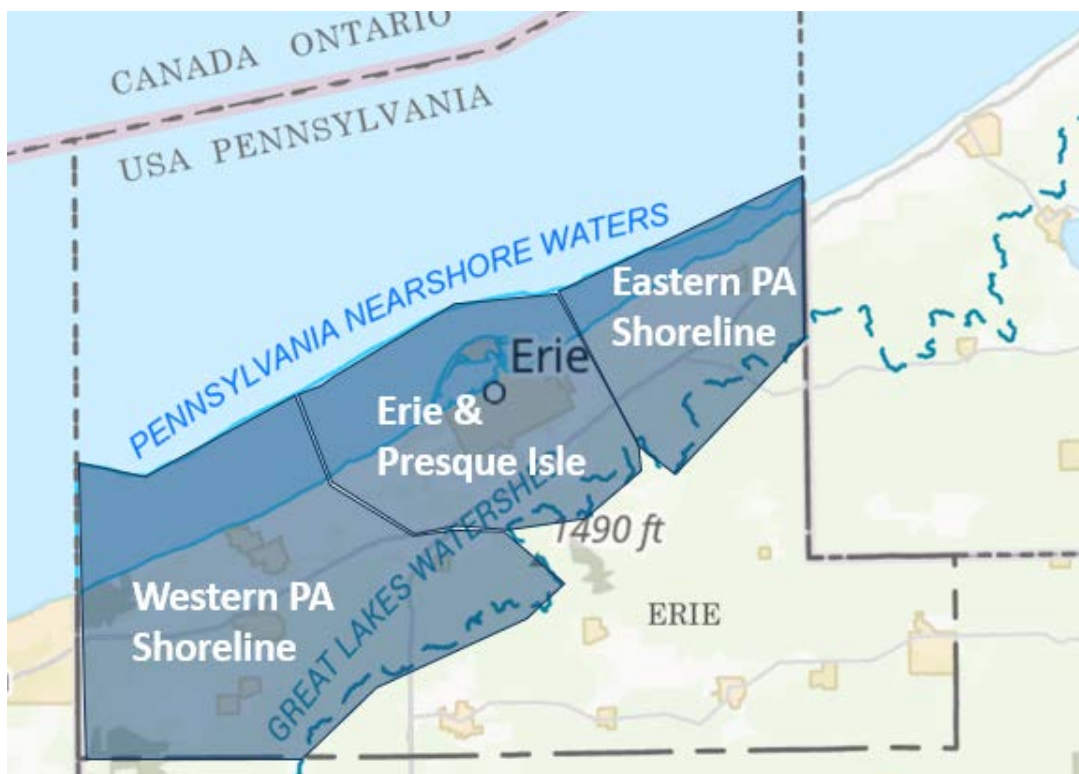 CANADA ONTARIO
USA PENNSYLVANIA
PENNSYLVANIA NEARSHORE WATERS
Eastern PA
Shoreline
Erie
Erie &
Presque Isle
1490 ft
GREAT LAKES WATERSHED
Western PA
Shoreline
ERIE